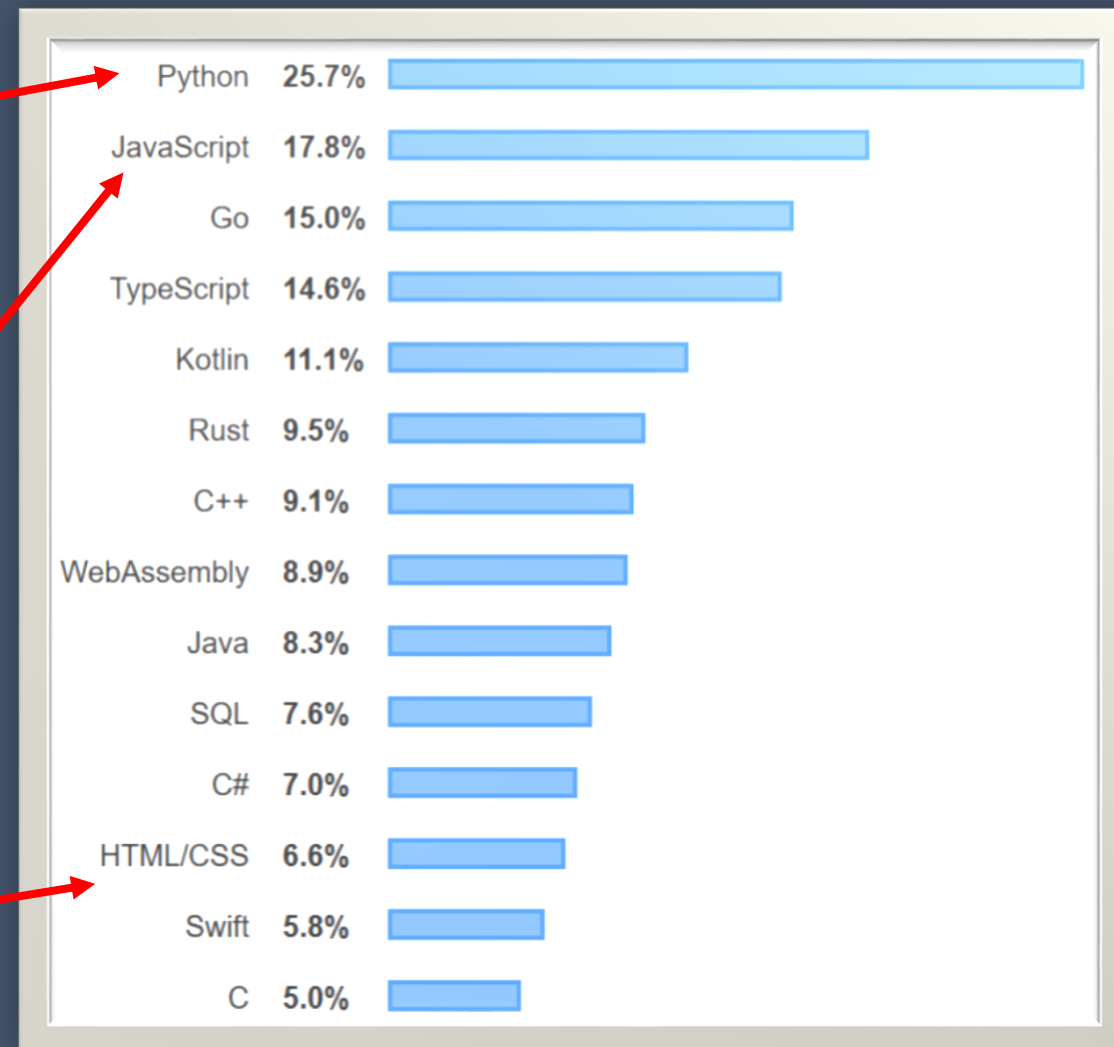 Python 25.7%
JavaScript 17.8%
Go 15.0%
TypeScript 14.6%
Kotlin 11.1%
Rust 9.5%
C++ 9.1%
WebAssembly 8.9%
Java 8.3%
SQL 7.6%
C# 7.0%
HTML/CSS 6.6%
Swift 5.8%
C 5.0%